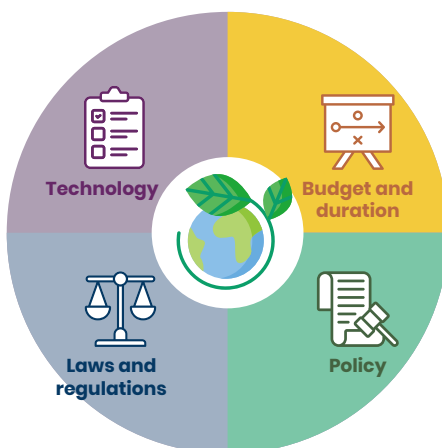 Technology
Budget and
duration
Laws and
regulations
Policy